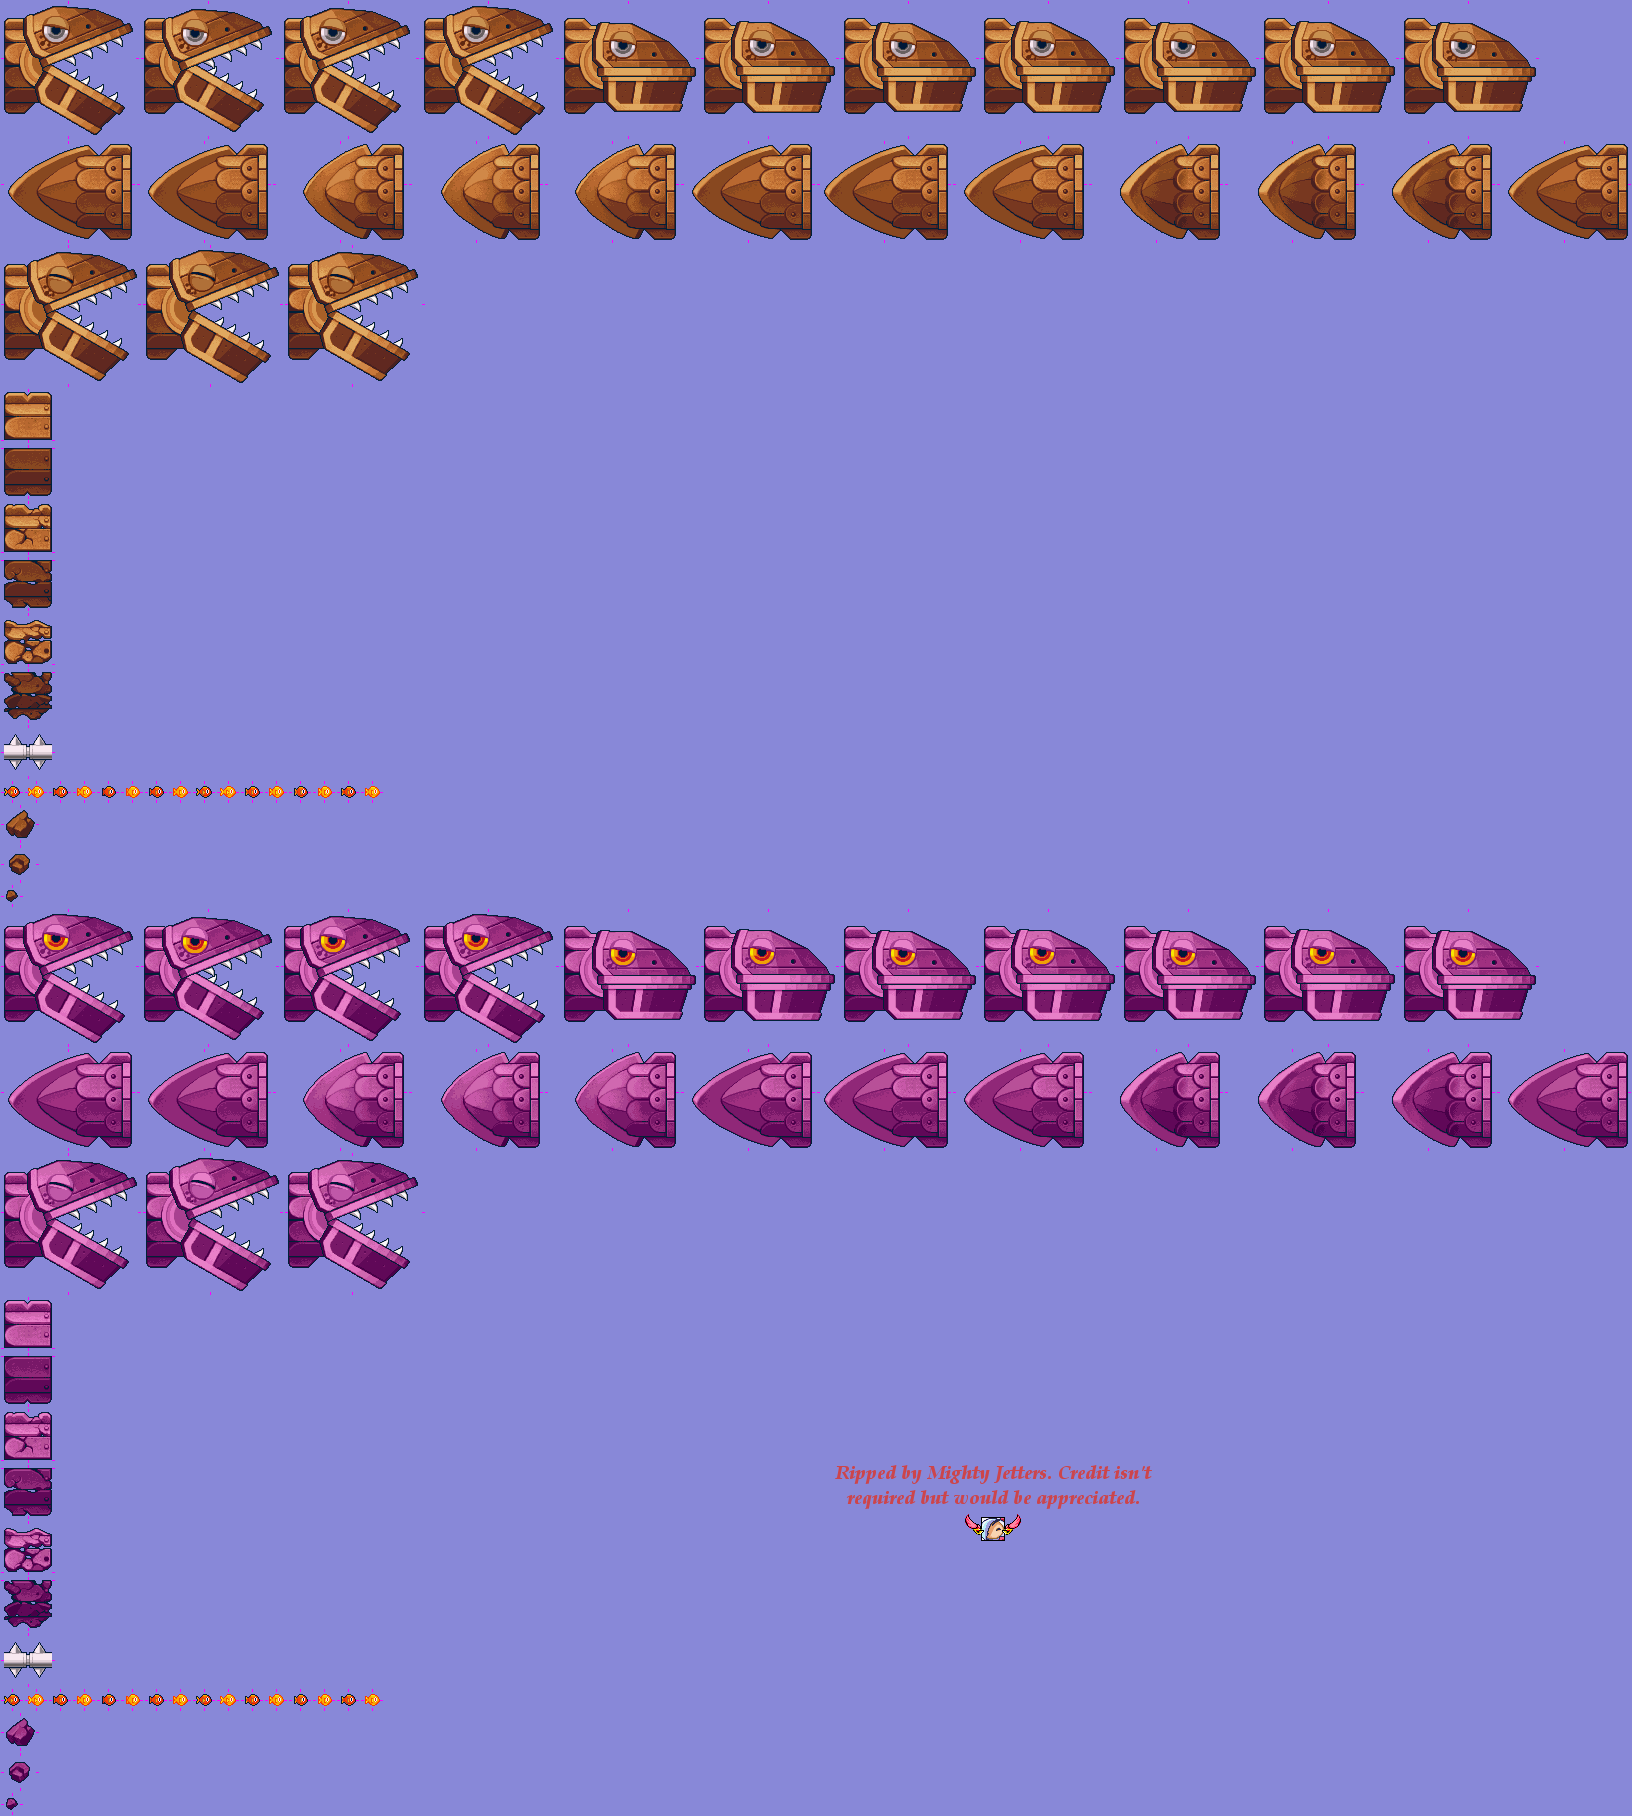 Ripped by Mighty Jetters. Credit isn't
required but would be appreciated.